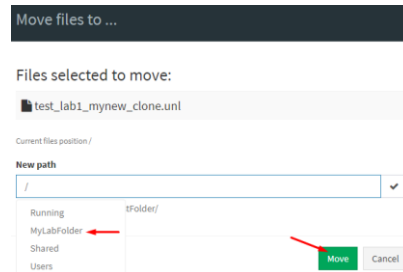 Move files to ...
Files selected to move:
test_lab1_mynew_clone.unl
Current files position /
New path
/
tFolder/
Running
MyLabFolder
Shared
Users
Move Cancel